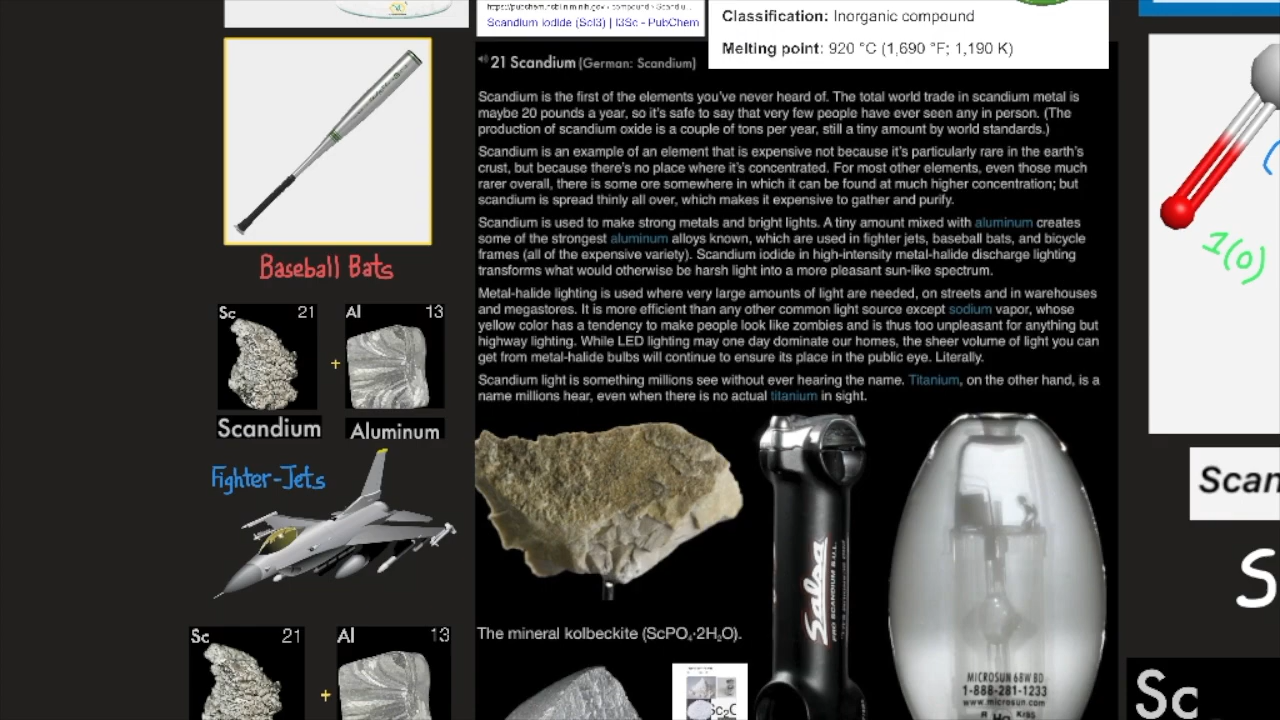 https://pubchem.ncbi.nlm.nih.gov › compound › Scandiu...
Scandium iodide (ScI3) | I3Sc - PubChem
Classification: Inorganic compound
Melting point: 920 °C (1,690 °F; 1,190 K)
21 Scandium (German: Scandium)
Scandium is the first of the elements you've never heard of. The total world trade in scandium metal is
maybe 20 pounds a year, so it's safe to say that very few people have ever seen any in person. (The
production of scandium oxide is a couple of tons per year, still a tiny amount by world standards.)
Scandium is an example of an element that is expensive not because it's particularly rare in the earth's
crust, but because there's no place where it's concentrated. For most other elements, even those much
rarer overall, there is some ore somewhere in which it can be found at much higher concentration; but
scandium is spread thinly all over, which makes it expensive to gather and purify.
Scandium is used to make strong metals and bright lights. A tiny amount mixed with aluminum creates
some of the strongest aluminum alloys known, which are used in fighter jets, baseball bats, and bicycle
frames (all of the expensive variety). Scandium iodide in high-intensity metal-halide discharge lighting
transforms what would otherwise be harsh light into a more pleasant sun-like spectrum.
Metal-halide lighting is used where very large amounts of light are needed, on streets and in warehouses
and megastores. It is more efficient than any other common light source except sodium vapor, whose
yellow color has a tendency to make people look like zombies and is thus too unpleasant for anything but
highway lighting. While LED lighting may one day dominate our homes, the sheer volume of light you can
get from metal-halide bulbs will continue to ensure its place in the public eye. Literally.
Scandium light is something millions see without ever hearing the name. Titanium, on the other hand, is a
name millions hear, even when there is no actual titanium in sight.
Baseball Bats
Sc 21 + Al 13
Scandium Aluminum
Fighter-Jets
Sc 21 + Al 13
The mineral kolbeckite (ScPO₄·2H₂O).
Salsa
PRO SCANDIUM S.U.L.
MICROSUN 68W BD
1-888-281-1233
www.microsun.com
Hg
Sc₂C
1(0)
Scan
S
Sc